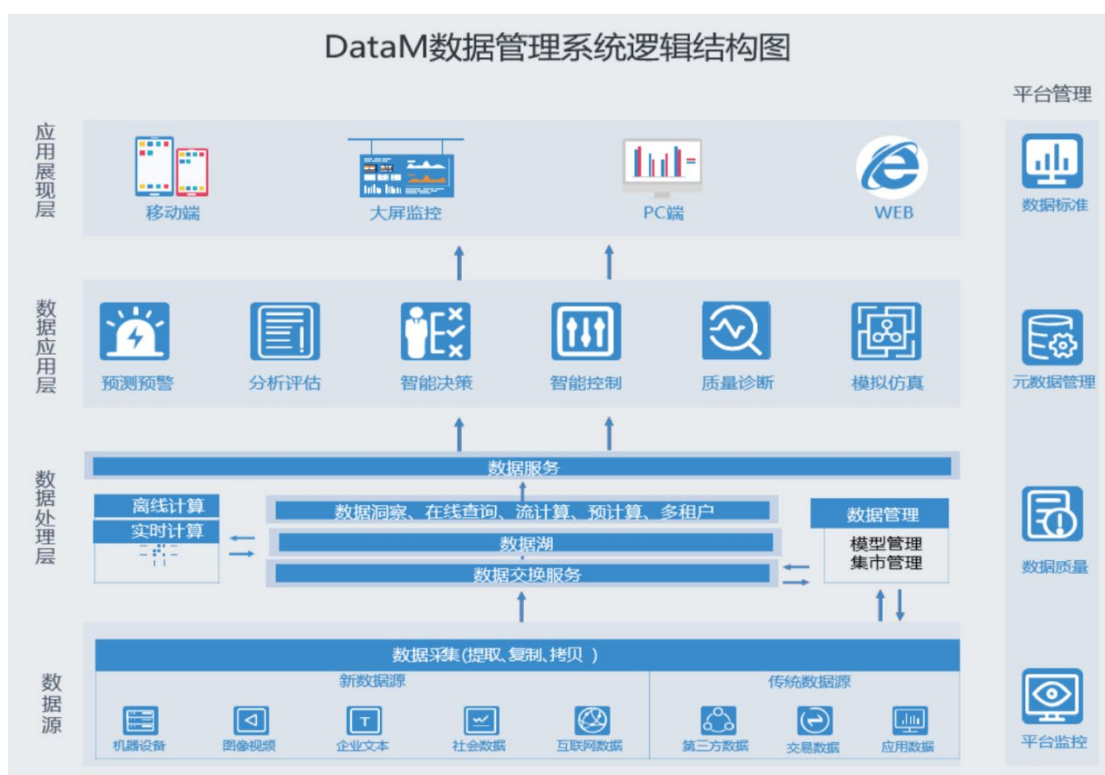 DataM数据管理系统逻辑结构图
平台管理
应用展现层
移动端
大屏监控
PC端
WEB
数据标准
数据应用层
预测预警
分析评估
智能决策
智能控制
质量诊断
模拟仿真
元数据管理
数据处理层
数据服务
离线计算
实时计算
数据洞察、在线查询、流计算、预计算、多租户
数据湖
数据交换服务
数据管理
模型管理
集市管理
数据质量
数据源
数据采集(提取、复制、拷贝 )
新数据源
传统数据源
机器设备
图像视频
企业文本
社会数据
互联网数据
第三方数据
交易数据
应用数据
平台监控